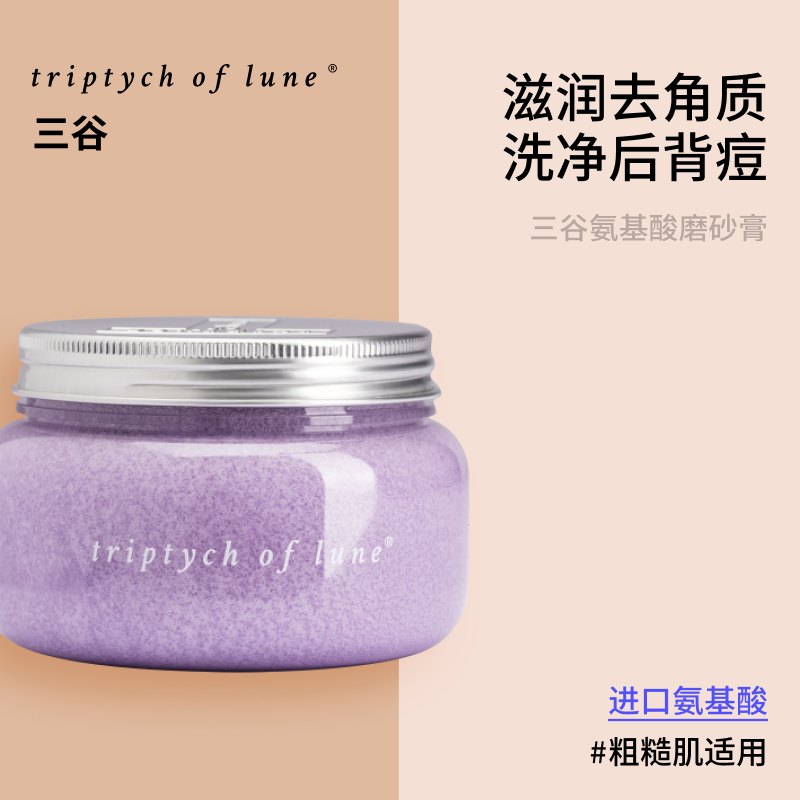 triptych of lune®
三谷
滋润去角质
洗净后背痘
三谷氨基酸磨砂膏
triptych of lune®
进口氨基酸
#粗糙肌适用